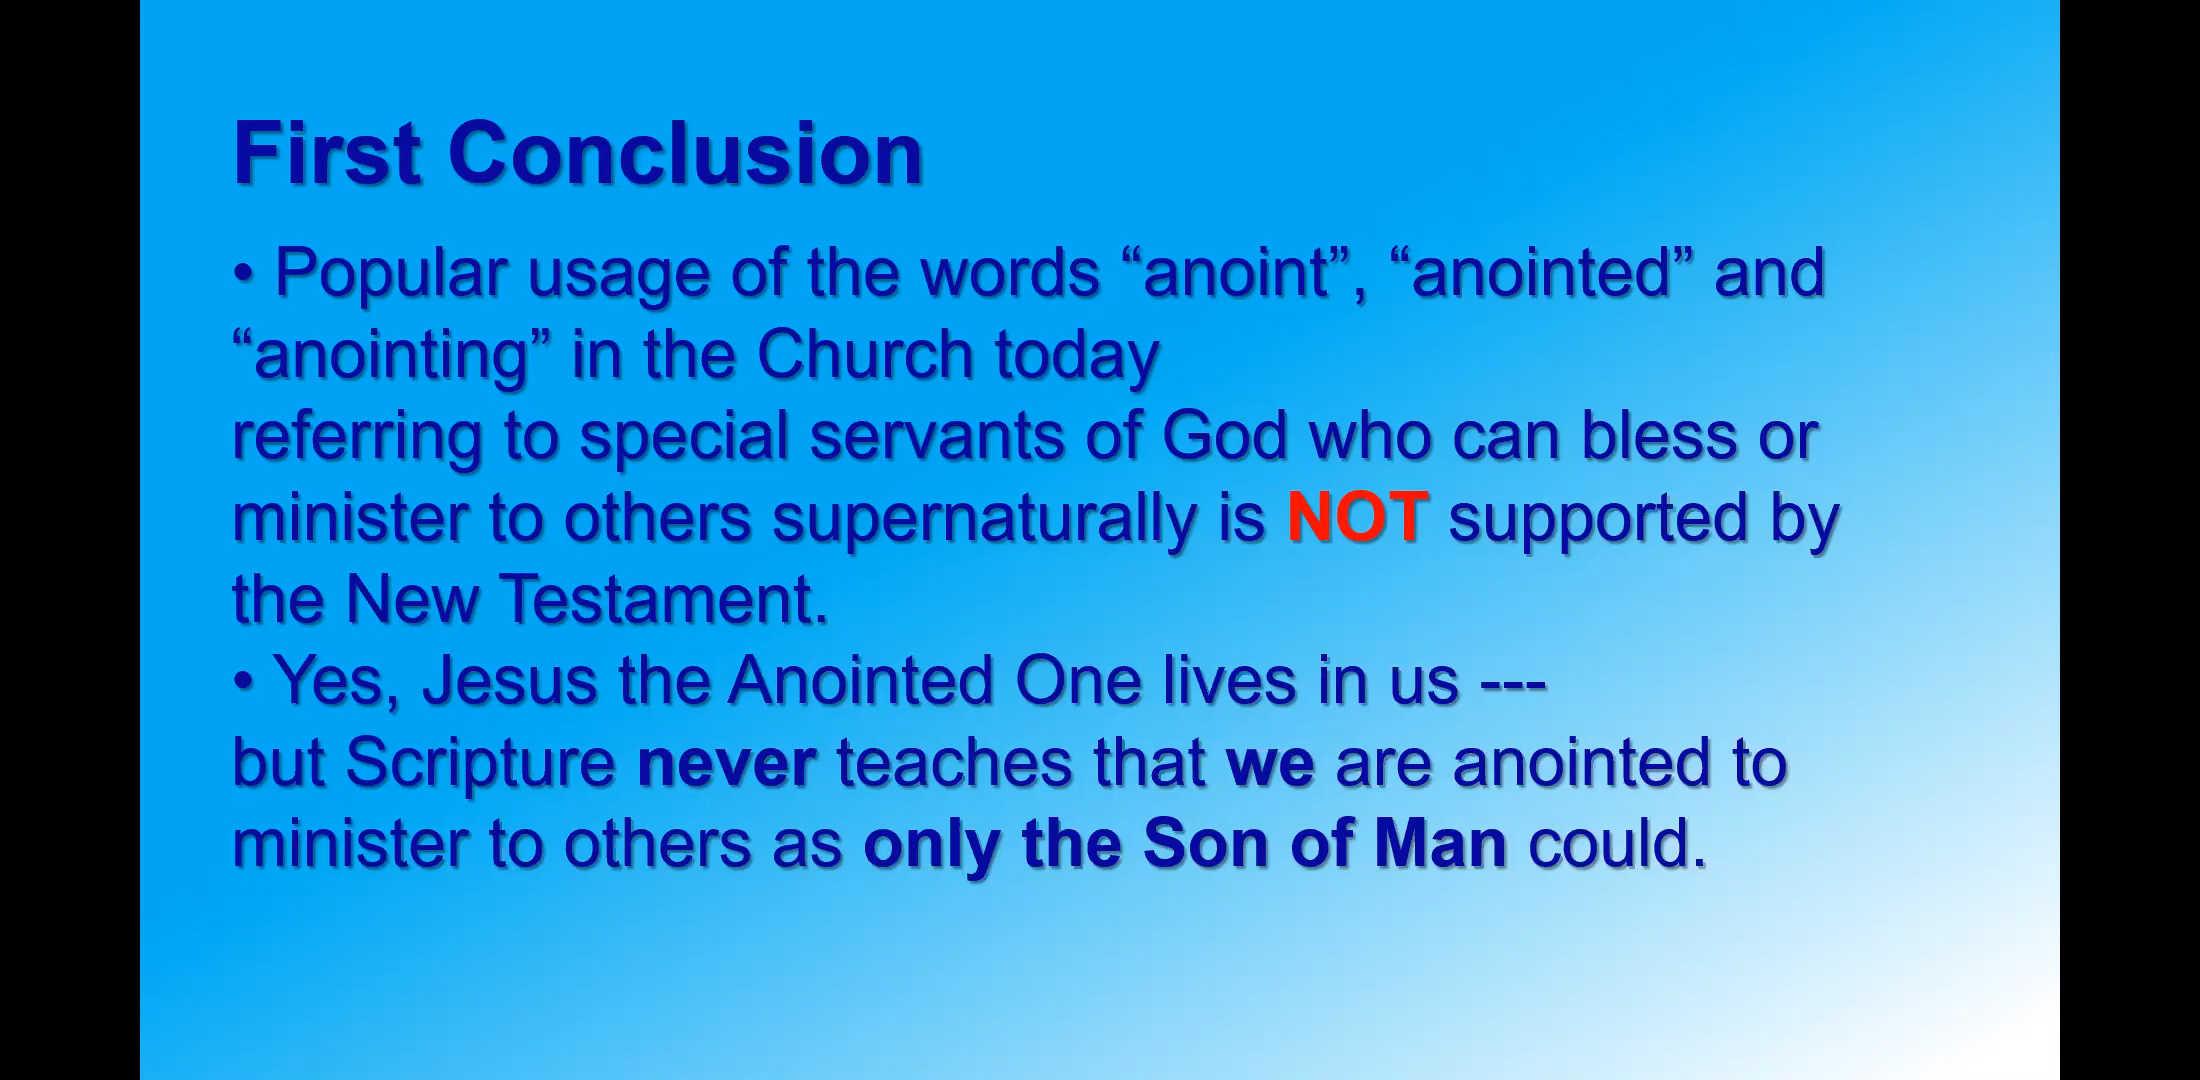 First Conclusion
• Popular usage of the words “anoint”, “anointed” and
“anointing” in the Church today
referring to special servants of God who can bless or
minister to others supernaturally is NOT supported by
the New Testament.
• Yes, Jesus the Anointed One lives in us ---
but Scripture never teaches that we are anointed to
minister to others as only the Son of Man could.